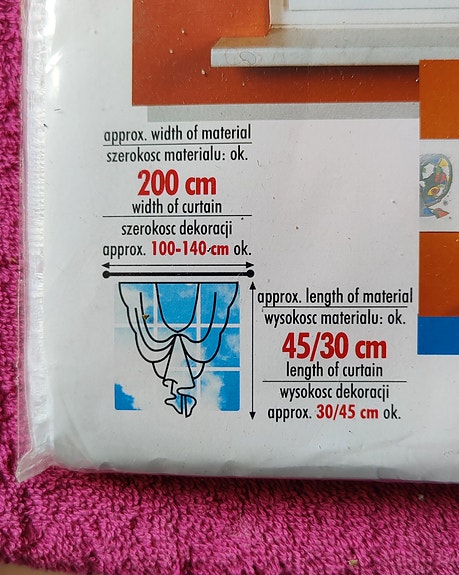 approx. width of material
szerokosc materialu: ok.
200 cm
width of curtain
szerokosc dekoracji
approx. 100-140 cm ok.
approx. length of material
wysokosc materialu: ok.
45/30 cm
length of curtain
wysokosc dekoracji
approx. 30/45 cm ok.